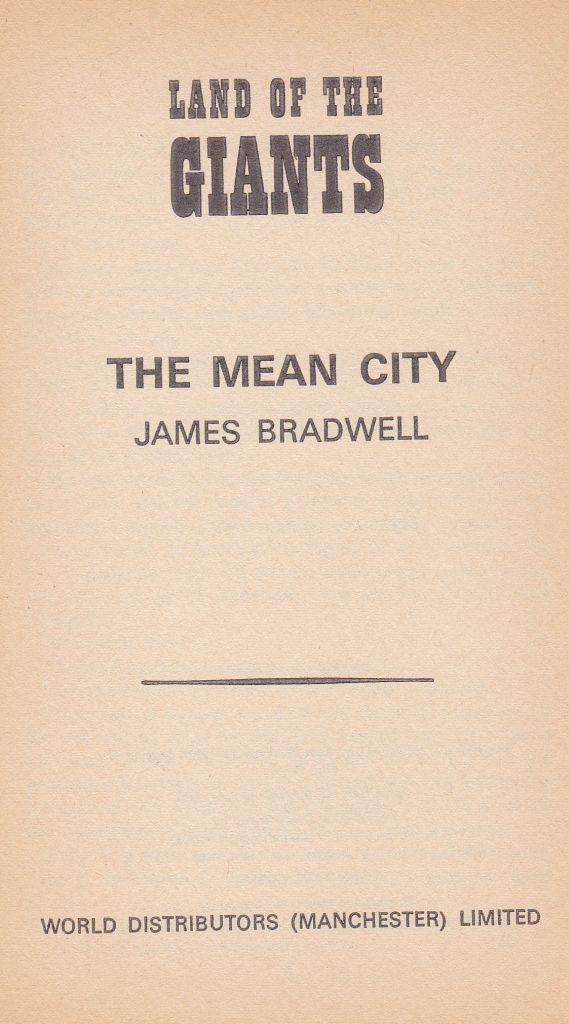 LAND OF THE
GIANTS
THE MEAN CITY
JAMES BRADWELL
WORLD DISTRIBUTORS (MANCHESTER) LIMITED